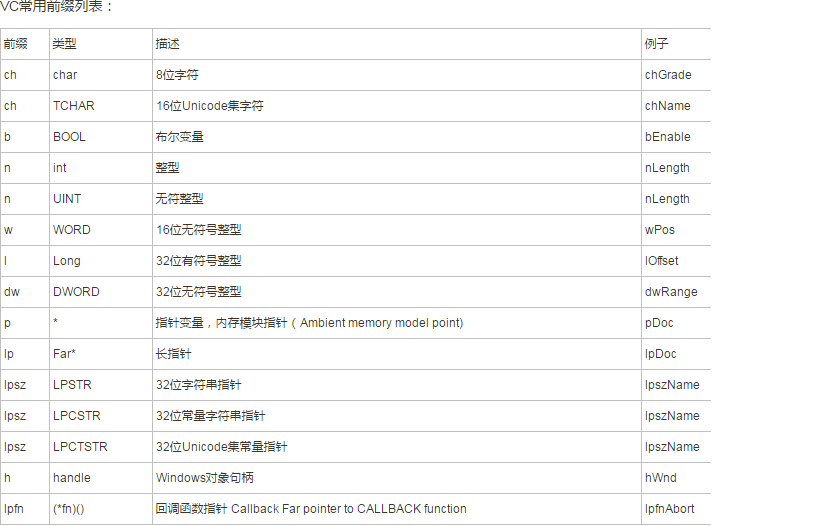 VC常用前缀列表：
前缀 类型 描述 例子
ch char 8位字符 chGrade
ch TCHAR 16位Unicode集字符 chName
b BOOL 布尔变量 bEnable
n int 整型 nLength
n UINT 无符整型 nLength
w WORD 16位无符号整型 wPos
l Long 32位有符号整型 lOffset
dw DWORD 32位无符号整型 dwRange
p * 指针变量，内存模块指针（Ambient memory model point) pDoc
lp Far* 长指针 lpDoc
lpsz LPSTR 32位字符串指针 lpszName
lpsz LPCSTR 32位常量字符串指针 lpszName
lpsz LPCTSTR 32位Unicode集常量指针 lpszName
h handle Windows对象句柄 hWnd
lpfn (*fn)() 回调函数指针 Callback Far pointer to CALLBACK function lpfnAbort